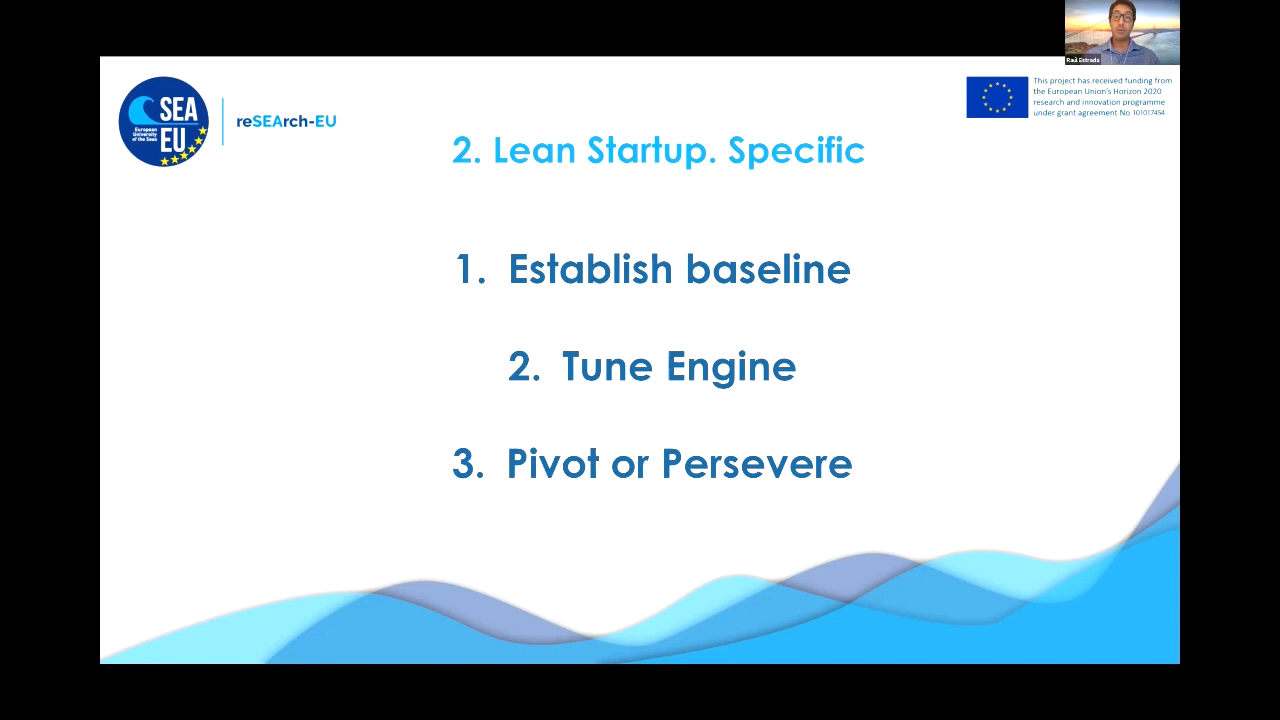 Raúl Estrada
SEA
European
University
of the Seas
EU
reSEArch-EU
This project has received funding from
the European Union's Horizon 2020
research and innovation programme
under grant agreement No 101017454
2. Lean Startup. Specific
1. Establish baseline
2. Tune Engine
3. Pivot or Persevere